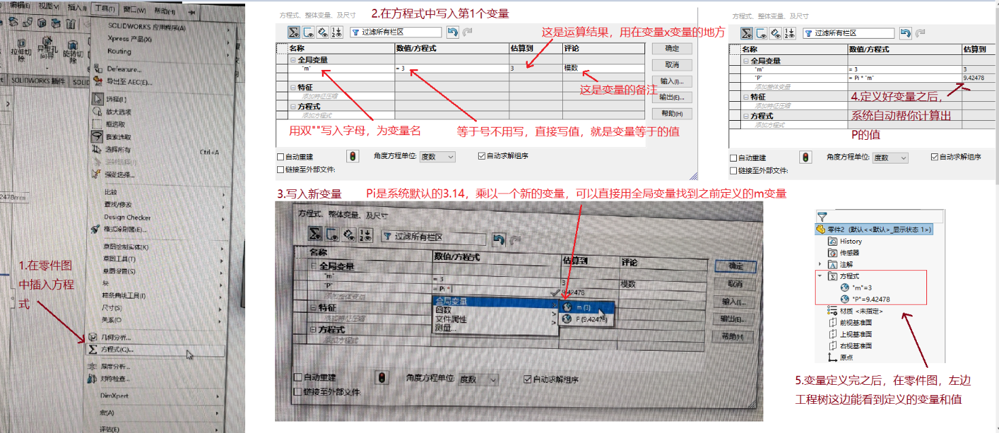 编辑(E) 视图(V) 插入(I) 工具(T) 窗口(W) 帮助(H)
SOLIDWORKS 应用程序(A)
Xpress 产品(X)
Routing
Defeature...
导出至 AEC(E)...
选择(L)
放大选项
框选取
套索选取
选择所有 Ctrl+A
逆转选择(I)
强劲选择...
比较
查找/修改
Design Checker
格式涂刷器(E)...
草图绘制实体(K)
草图工具(T)
草图设置(S)
块
样条曲线工具(I)
尺寸(S)
关系(O)
几何分析...
方程式(Q)...
厚度分析...
对称检查...
DimXpert
宏(A)
评估(E)
拉伸切除
异型孔向导
旋转切除
SOLIDWORKS 插件
SOLID
2478mm
1.在零件图
中插入方程
式
方程式、整体变量、及尺寸
2.在方程式中写入第1个变量
过滤所有栏区
这是运算结果，用在变量x变量的地方
名称 数值/方程式 估算到 评论
全局变量
"m" = 3 3 模数
特征
添加特征压缩
方程式
添加方程式
确定
取消
输入(I)...
输出(E)...
帮助(H)
这是变量的备注
用双""写入字母，为变量名
等于号不用写，直接写值，就是变量等于的值
自动重建 角度方程单位: 度数 自动求解组序
链接至外部文件:
方程式、整体变量、及尺寸
过滤所有栏区
名称 数值/方程式 估算到
全局变量
"m" = 3 3
"P" = Pi * "m" 9.42478
添加整体变量
特征
添加特征压缩
方程式
添加方程式
4.定义好变量之后，
系统自动帮你计算出
P的值
自动重建 角度方程单位: 度数 自动求解组序
链接至外部文件:
3.写入新变量
Pi是系统默认的3.14，乘以一个新的变量，可以直接用全局变量找到之前定义的m变量
方程式、整体变量、及尺寸
过滤所有栏区
名称 数值/方程式 估算到 评论
全局变量
"m" = 3 3 模数
"P" = Pi * 9.42478
添加整体变量
特征
添加特征压缩
方程式
添加方程式
全局变量
函数
文件属性
测量...
m (3)
P (9.42478)
确定
取消
输入(I)...
输出(E)...
帮助(H)
自动重建 角度方程单位: 度数 自动求解组序
链接至外部文件:
零件2 (默认<<默认>_显示状态 1>)
History
传感器
注解
方程式
"m"=3
"P"=9.42478
材质 <未指定>
前视基准面
上视基准面
右视基准面
原点
5.变量定义完之后，在零件图，左边
工程树这边能看到定义的变量和值